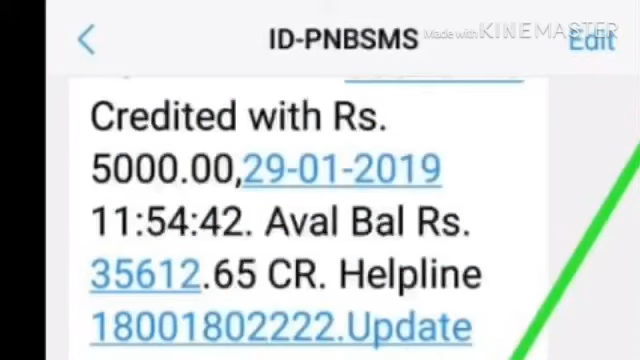 ID-PNBSMS
Made with KINEMASTER
Edit
Credited with Rs.
5000.00,29-01-2019
11:54:42. Aval Bal Rs.
35612.65 CR. Helpline
18001802222.Update